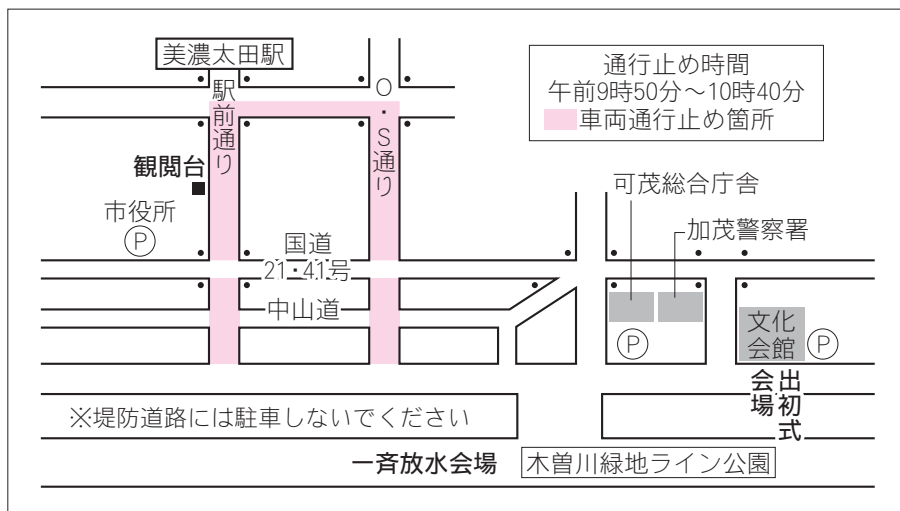 美濃太田駅
通行止め時間
午前9時50分～10時40分
車両通行止め箇所
駅前通り
O・S通り
観閲台
市役所
P
可茂総合庁舎
加茂警察署
国道
21・41号
中山道
P
文化
会館
P
出初式
会場
※堤防道路には駐車しないでください
一斉放水会場
木曽川緑地ライン公園